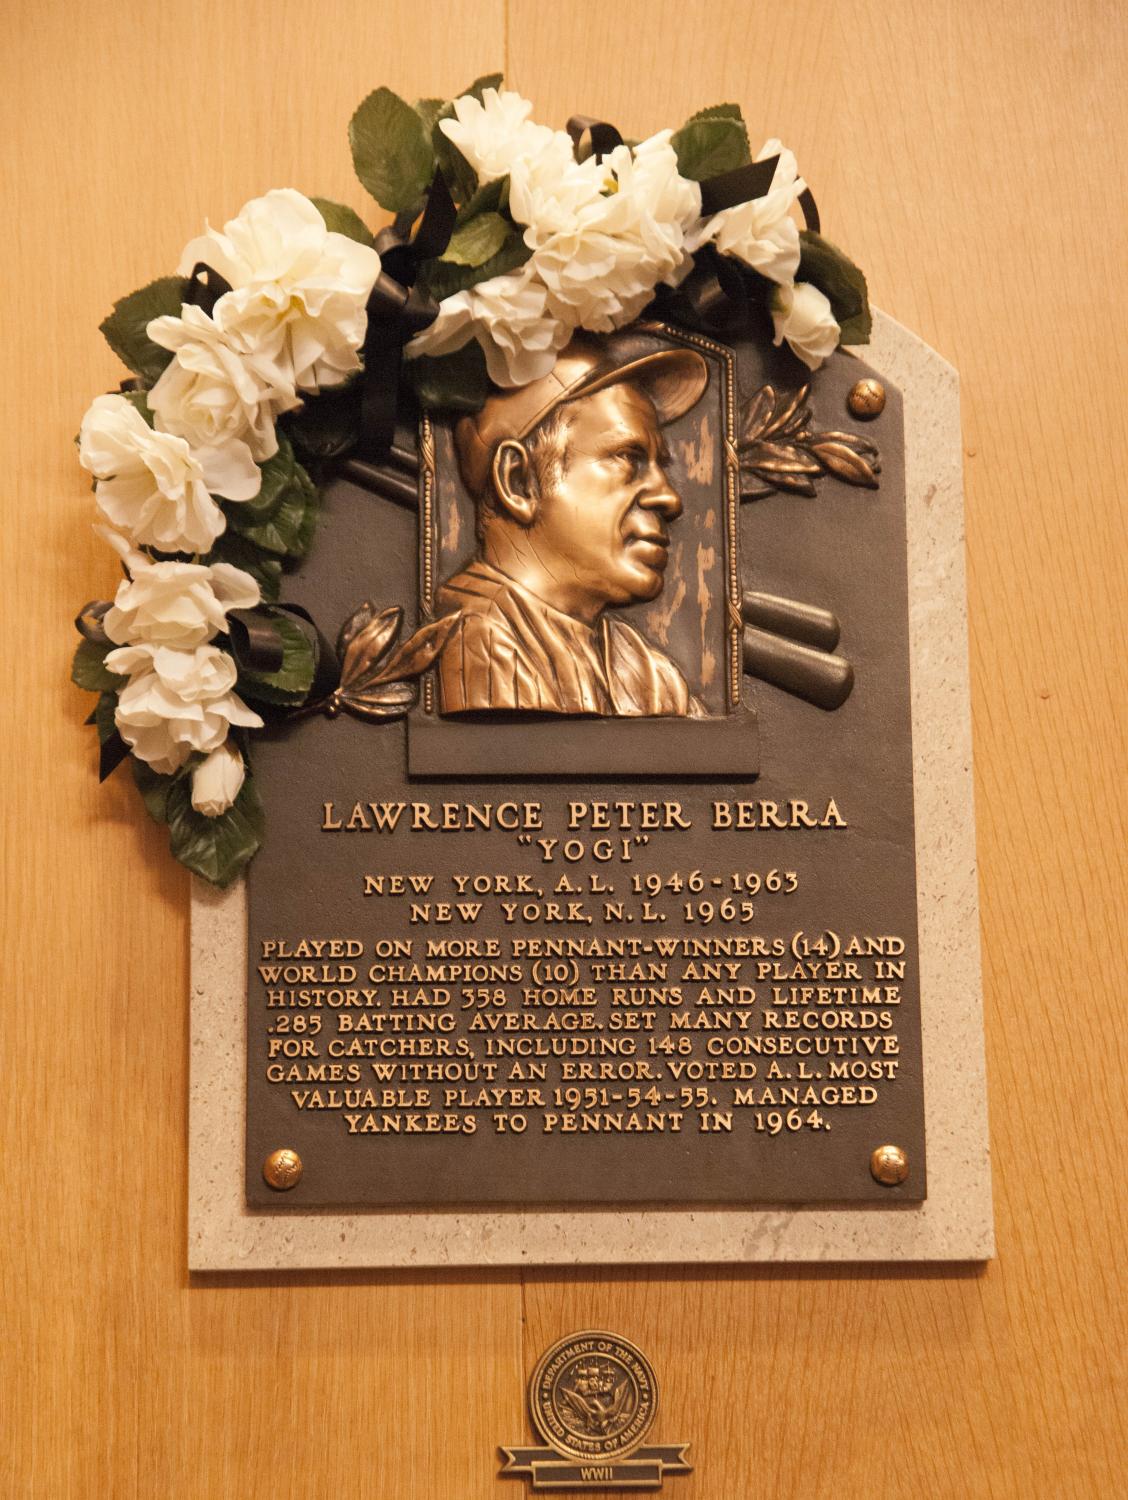 LAWRENCE PETER BERRA
"YOGI"
NEW YORK, A.L. 1946-1963
NEW YORK, N.L. 1965
PLAYED ON MORE PENNANT-WINNERS (14) AND
WORLD CHAMPIONS (10) THAN ANY PLAYER IN
HISTORY. HAD 358 HOME RUNS AND LIFETIME
.285 BATTING AVERAGE. SET MANY RECORDS
FOR CATCHERS, INCLUDING 148 CONSECUTIVE
GAMES WITHOUT AN ERROR. VOTED A.L. MOST
VALUABLE PLAYER 1951-54-55. MANAGED
YANKEES TO PENNANT IN 1964.
DEPARTMENT OF THE NAVY
UNITED STATES OF AMERICA
WWII